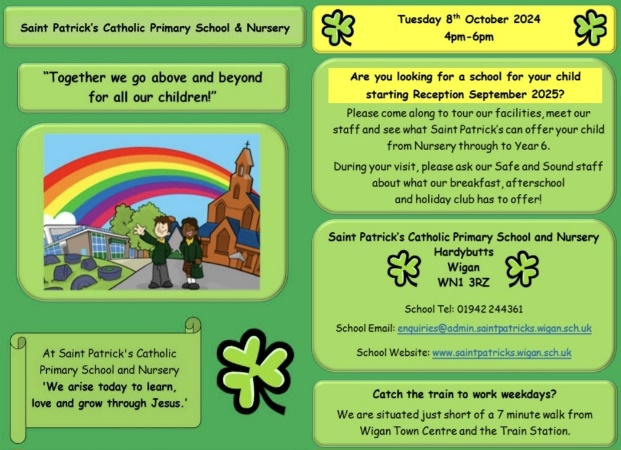 Saint Patrick's Catholic Primary School & Nursery
"Together we go above and beyond
for all our children!"
At Saint Patrick's Catholic
Primary School and Nursery
'We arise today to learn,
love and grow through Jesus.'
Tuesday 8th October 2024
4pm-6pm
Are you looking for a school for your child
starting Reception September 2025?
Please come along to tour our facilities, meet our
staff and see what Saint Patrick's can offer your child
from Nursery through to Year 6.
During your visit, please ask our Safe and Sound staff
about what our breakfast, afterschool
and holiday club has to offer!
Saint Patrick's Catholic Primary School and Nursery
Hardybutts
Wigan
WN1 3RZ
School Tel: 01942 244361
School Email: enquiries@admin.saintpatricks.wigan.sch.uk
School Website: www.saintpatricks.wigan.sch.uk
Catch the train to work weekdays?
We are situated just short of a 7 minute walk from
Wigan Town Centre and the Train Station.